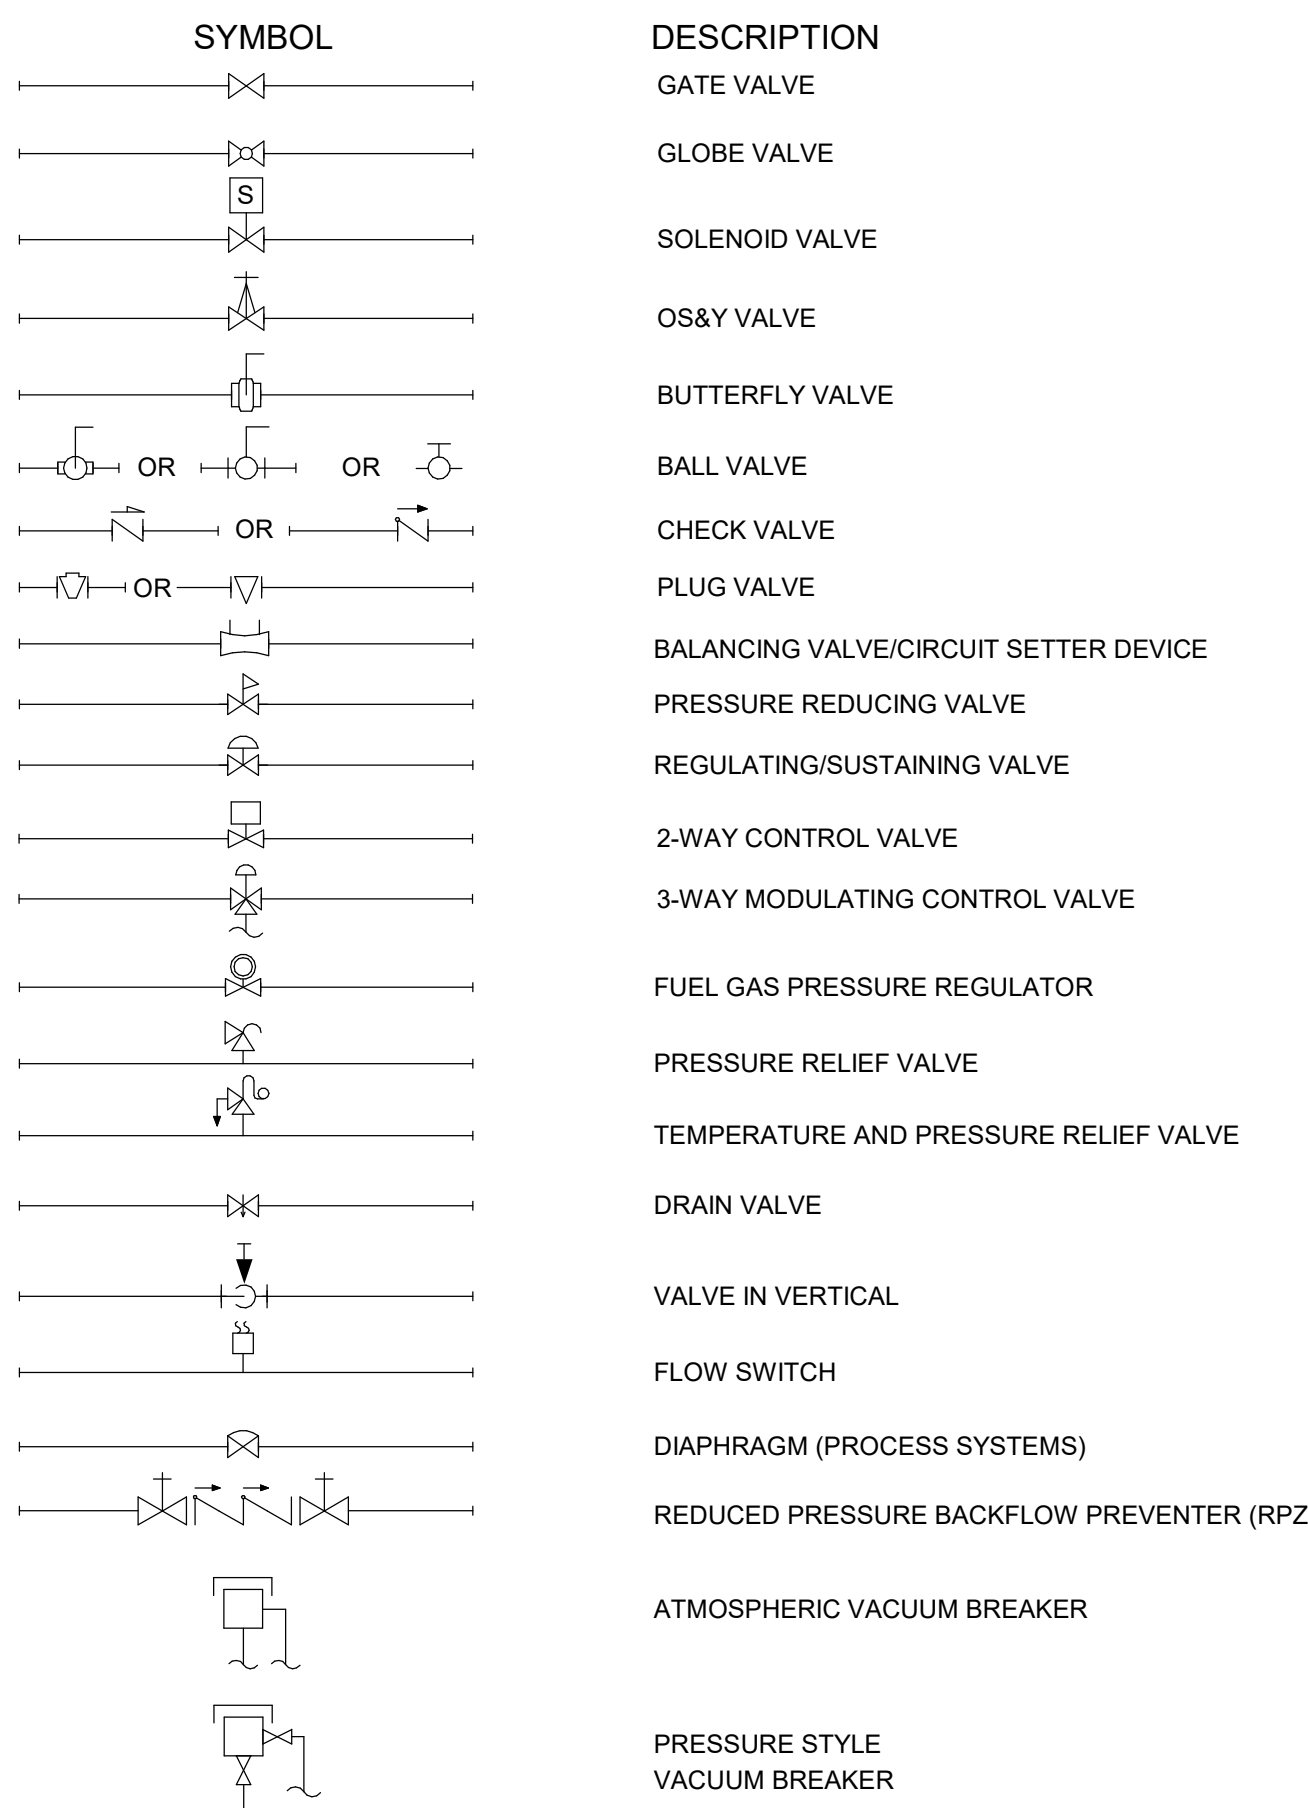 SYMBOL DESCRIPTION
GATE VALVE
GLOBE VALVE
S
SOLENOID VALVE
OS&Y VALVE
BUTTERFLY VALVE
OR OR BALL VALVE
OR CHECK VALVE
OR PLUG VALVE
BALANCING VALVE/CIRCUIT SETTER DEVICE
PRESSURE REDUCING VALVE
REGULATING/SUSTAINING VALVE
2-WAY CONTROL VALVE
3-WAY MODULATING CONTROL VALVE
FUEL GAS PRESSURE REGULATOR
PRESSURE RELIEF VALVE
TEMPERATURE AND PRESSURE RELIEF VALVE
DRAIN VALVE
VALVE IN VERTICAL
FLOW SWITCH
DIAPHRAGM (PROCESS SYSTEMS)
REDUCED PRESSURE BACKFLOW PREVENTER (RPZ
ATMOSPHERIC VACUUM BREAKER
PRESSURE STYLE
VACUUM BREAKER